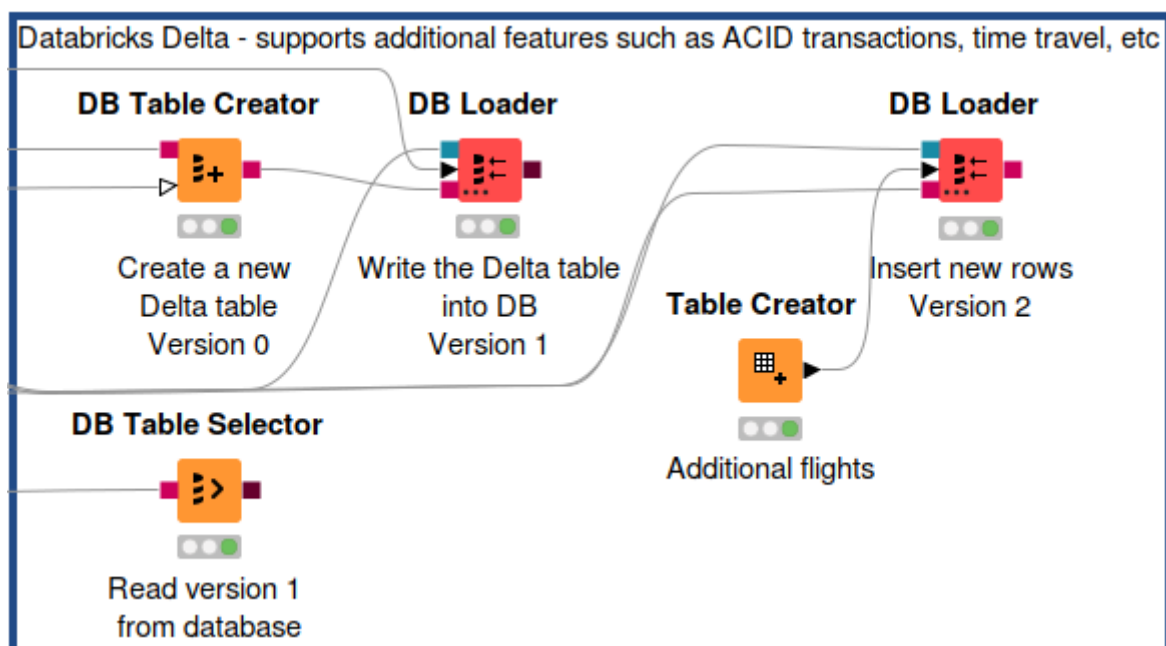 Databricks Delta - supports additional features such as ACID transactions, time travel, etc
DB Table Creator
Create a new
Delta table
Version 0
DB Loader
Write the Delta table
into DB
Version 1
DB Loader
Insert new rows
Version 2
Table Creator
Additional flights
DB Table Selector
Read version 1
from database